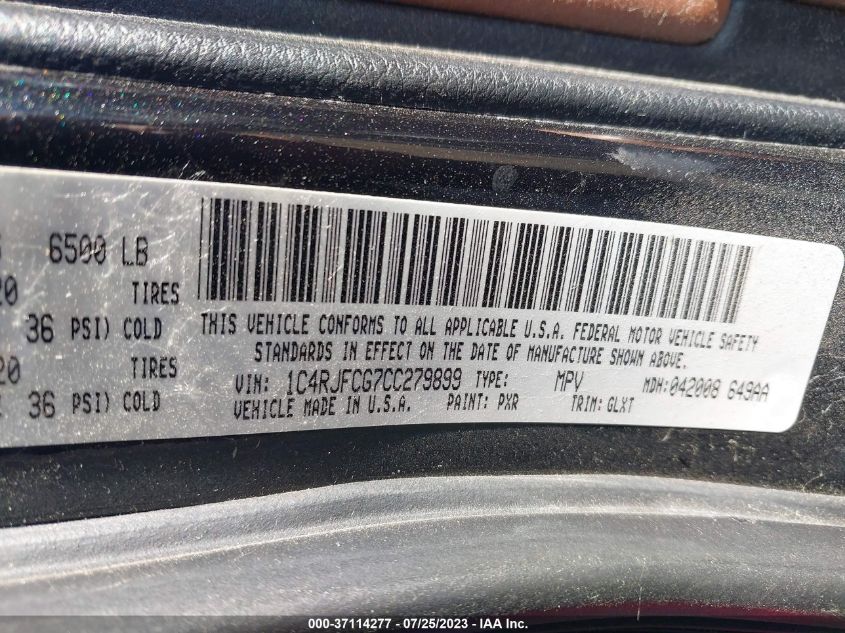 6500 LB
20 TIRES
36 PSI) COLD
20 TIRES
36 PSI) COLD
THIS VEHICLE CONFORMS TO ALL APPLICABLE U.S.A. FEDERAL MOTOR VEHICLE SAFETY
STANDARDS IN EFFECT ON THE DATE OF MANUFACTURE SHOWN ABOVE.
VIN: 1C4RJFCG7CC279899 TYPE: MPV MDH:042008 649AA
VEHICLE MADE IN U.S.A. PAINT: PXR TRIM: GLXT
000-37114277 - 07/25/2023 - IAA Inc.